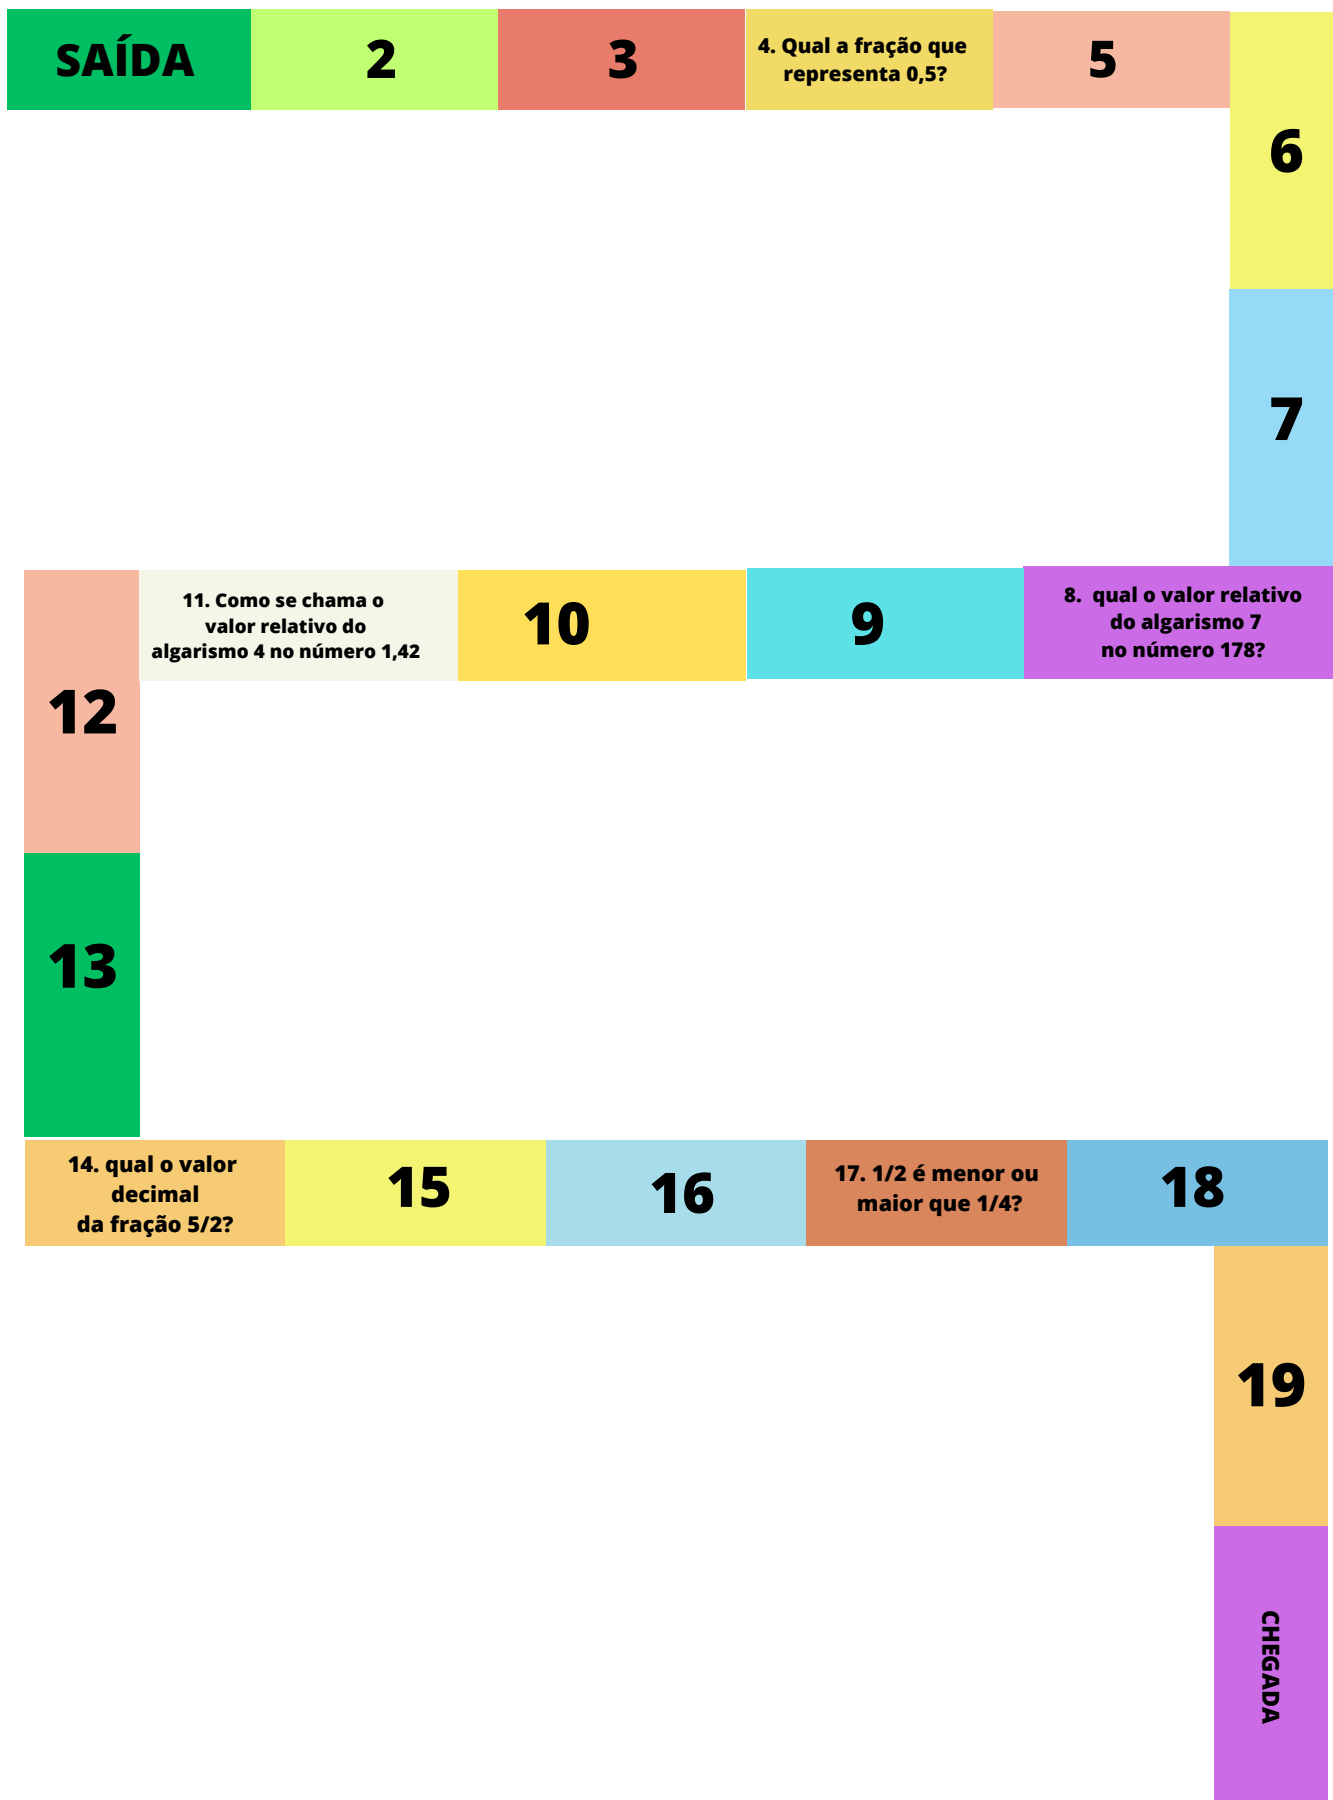 SAÍDA
2
3
4. Qual a fração que
representa 0,5?
5
6
7
8. qual o valor relativo
do algarismo 7
no número 178?
9
10
11. Como se chama o
valor relativo do
algarismo 4 no número 1,42
12
13
14. qual o valor
decimal
da fração 5/2?
15
16
17. 1/2 é menor ou
maior que 1/4?
18
19
CHEGADA